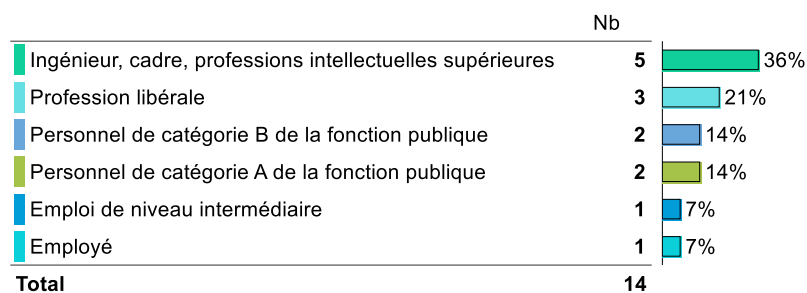 Nb
Ingénieur, cadre, professions intellectuelles supérieures 5 36%
Profession libérale 3 21%
Personnel de catégorie B de la fonction publique 2 14%
Personnel de catégorie A de la fonction publique 2 14%
Emploi de niveau intermédiaire 1 7%
Employé 1 7%
Total 14